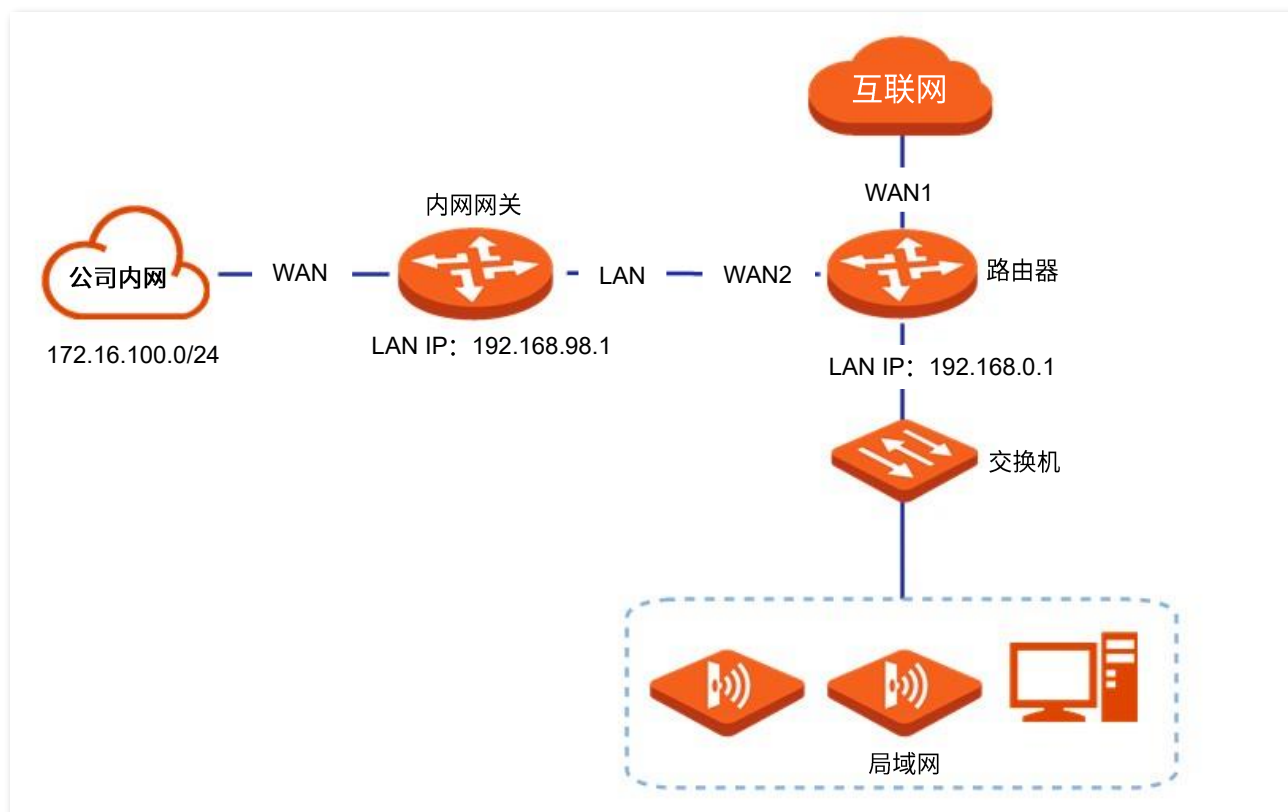 互联网
WAN1
内网网关
公司内网
WAN
LAN
WAN2
路由器
172.16.100.0/24
LAN IP：192.168.98.1
LAN IP：192.168.0.1
交换机
局域网